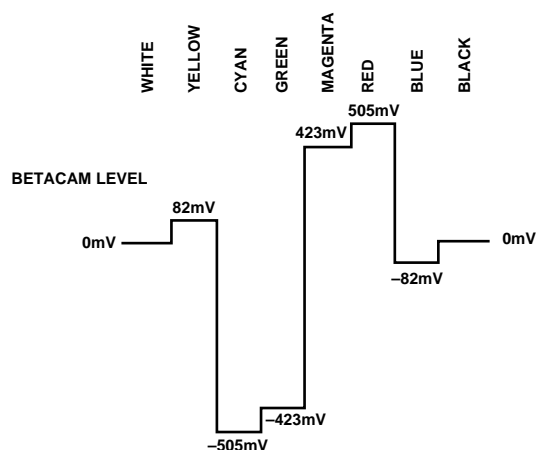 WHITE
YELLOW
CYAN
GREEN
MAGENTA
RED
BLUE
BLACK
505mV
423mV
BETACAM LEVEL
82mV
0mV
0mV
–82mV
–423mV
–505mV